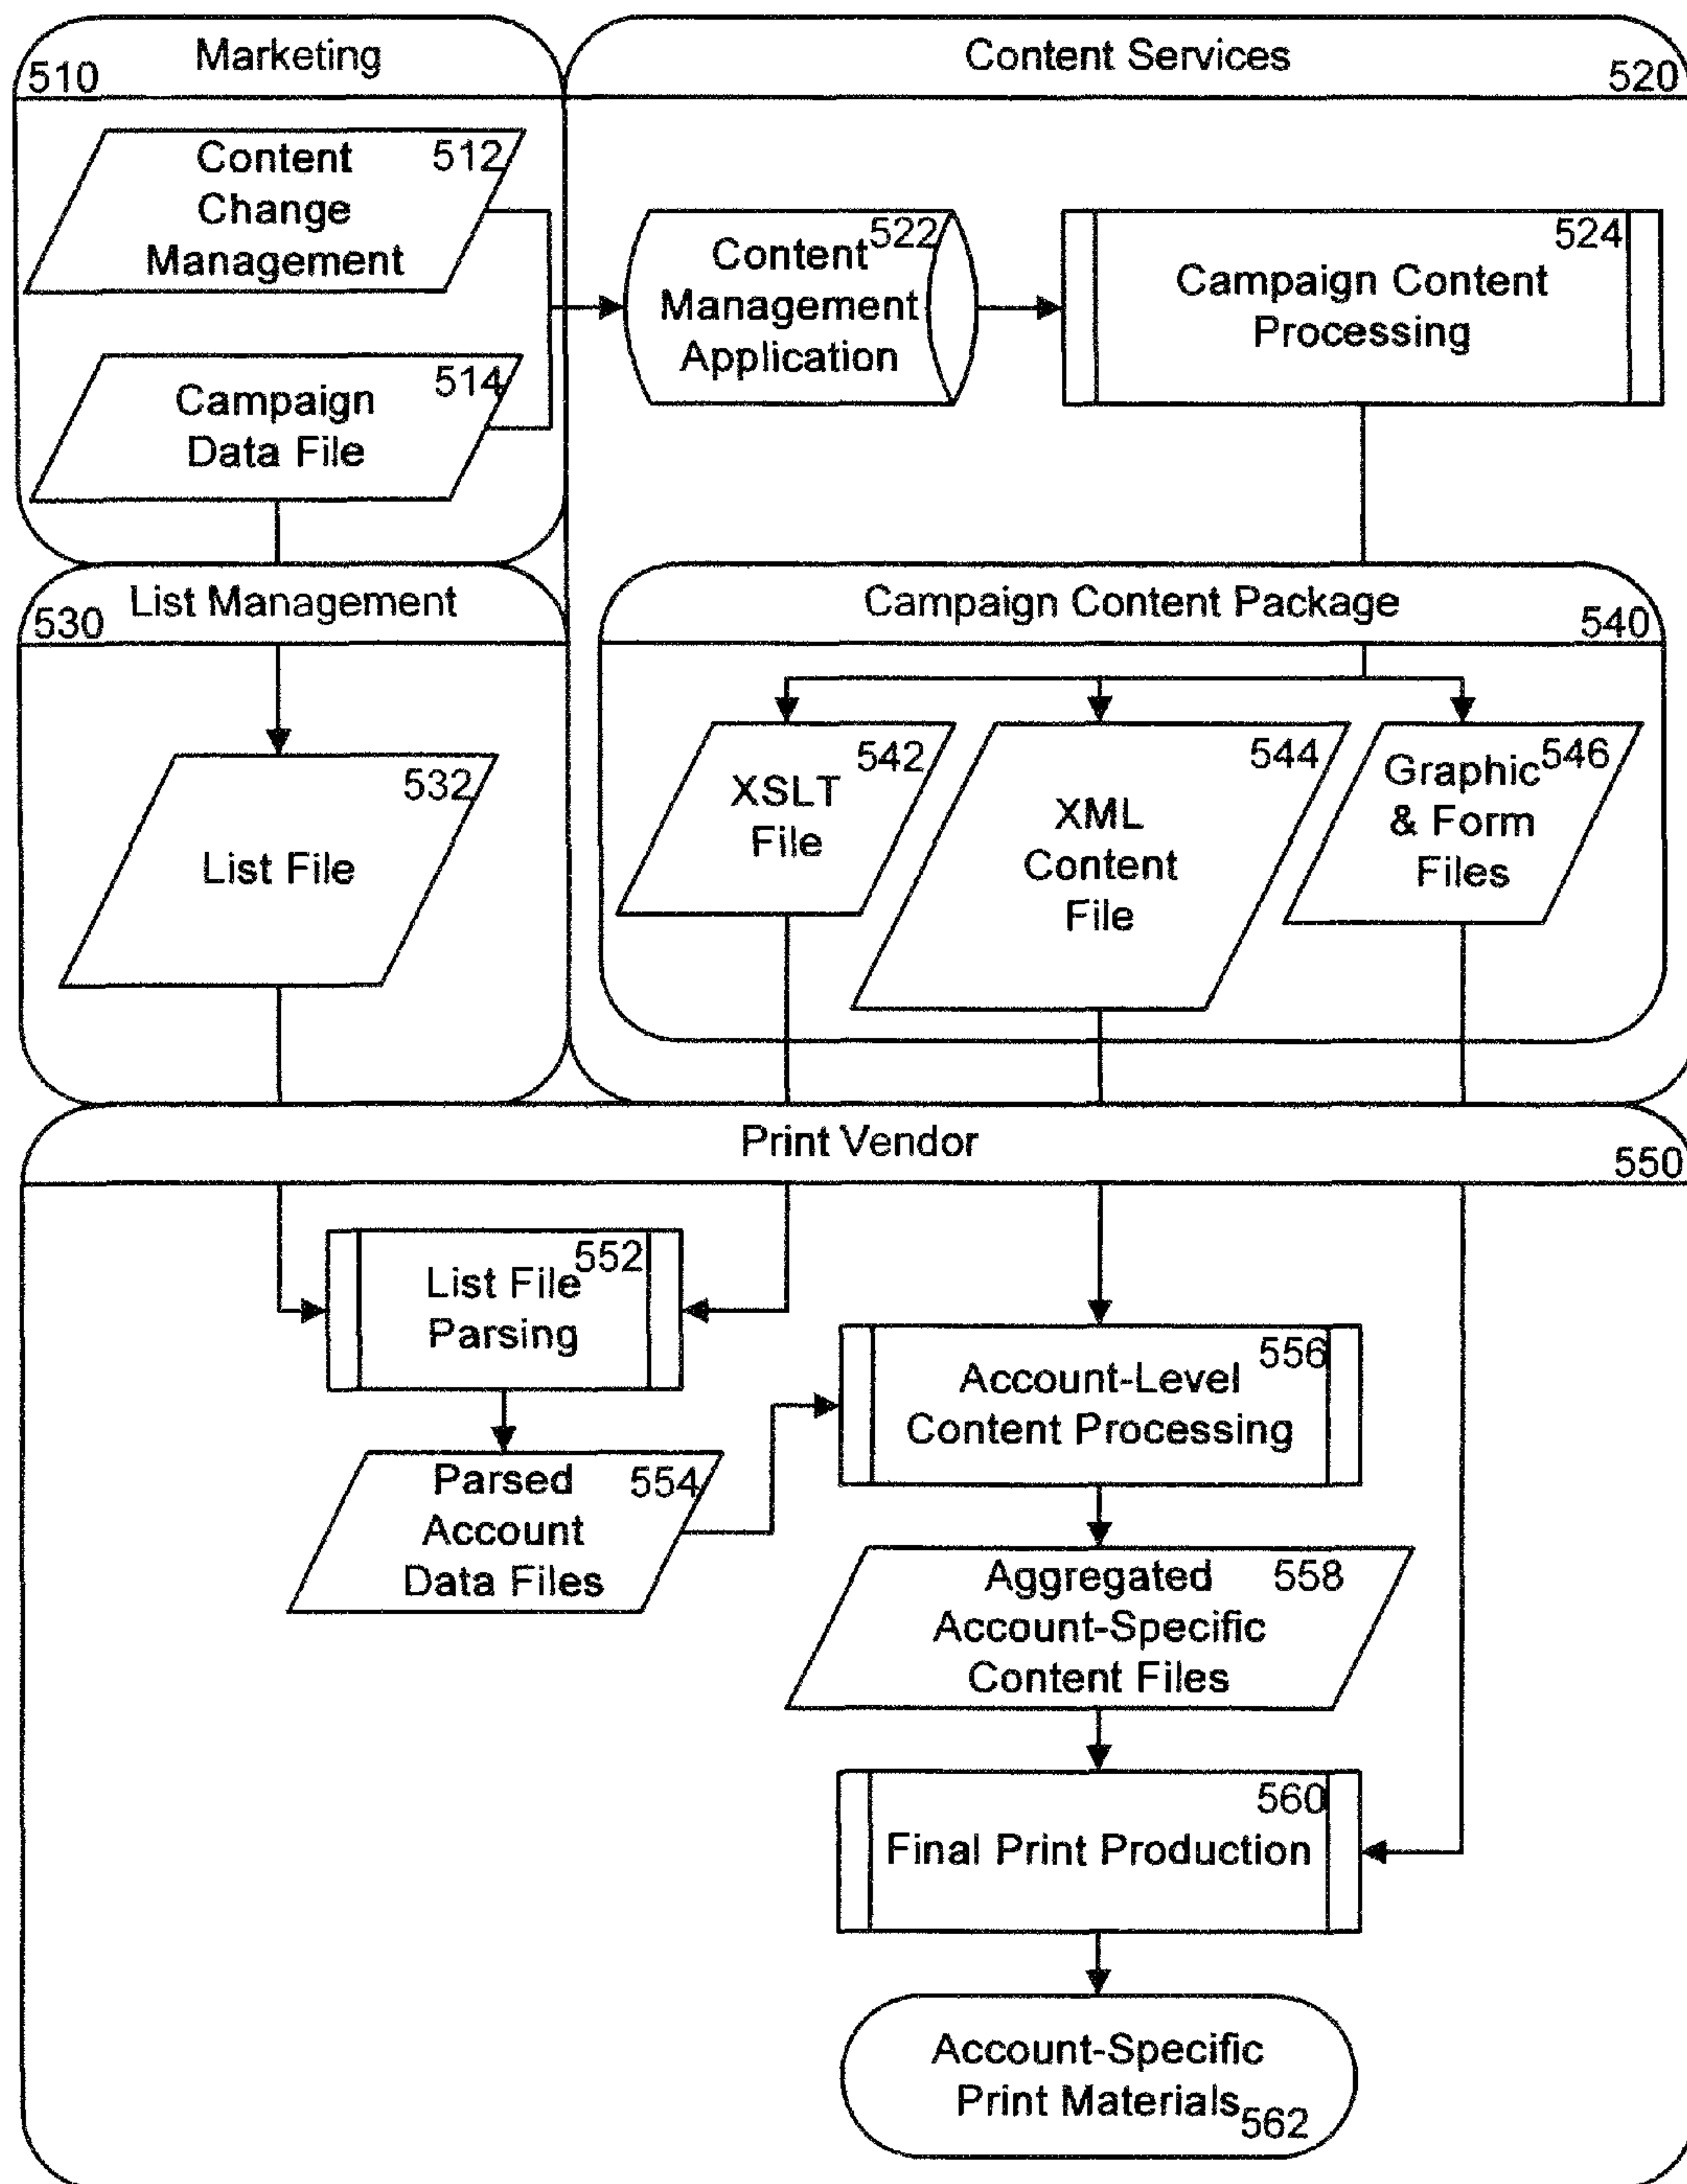 Marketing
510
Content Services
520
Content 512
Change
Management
Campaign 514
Data File
Content 522
Management
Application
524
Campaign Content
Processing
List Management
530
532
List File
Campaign Content Package
540
542
XSLT
File
544
XML
Content
File
Graphic 546
& Form
Files
Print Vendor
550
552
List File
Parsing
Parsed 554
Account
Data Files
556
Account-Level
Content Processing
Aggregated 558
Account-Specific
Content Files
560
Final Print Production
Account-Specific
Print Materials
562